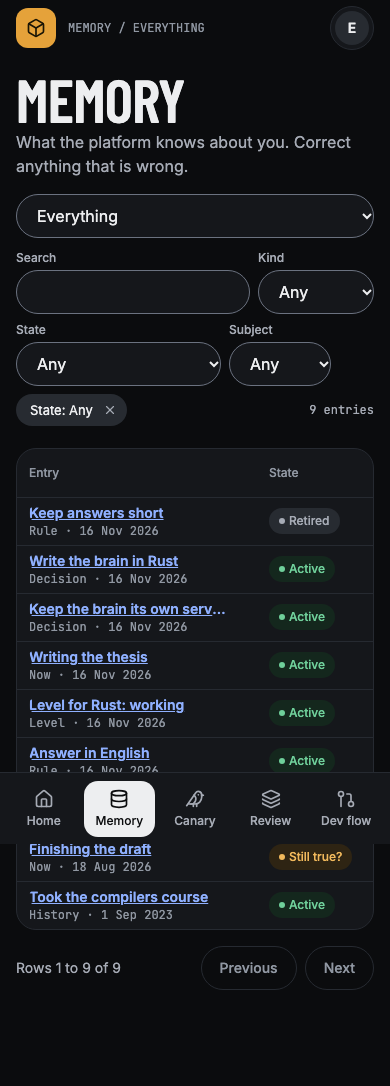 MEMORY / EVERYTHING
E
MEMORY
What the platform knows about you. Correct
anything that is wrong.
Everything
Search
Kind
Any
State
Subject
Any
Any
State: Any ×
9 entries
Entry
State
Keep answers short
Retired
Rule · 16 Nov 2026
Write the brain in Rust
Active
Decision · 16 Nov 2026
Keep the brain its own serv…
Active
Decision · 16 Nov 2026
Writing the thesis
Active
Now · 16 Nov 2026
Level for Rust: working
Active
Level · 16 Nov 2026
Answer in English
Active
Rule · 16 Nov 2026
Home
Memory
Canary
Review
Dev flow
Finishing the draft
Still true?
Now · 18 Aug 2026
Took the compilers course
Active
History · 1 Sep 2023
Rows 1 to 9 of 9
Previous
Next